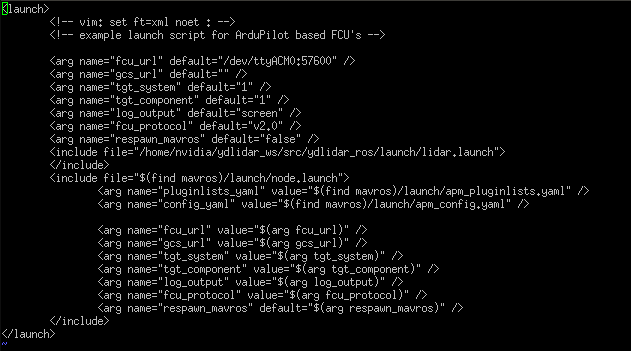 <launch>
<!-- vim: set ft=xml noet : -->
<!-- example launch script for ArduPilot based FCU's -->
<arg name="fcu_url" default="/dev/ttyACM0:57600" />
<arg name="gcs_url" default="" />
<arg name="tgt_system" default="1" />
<arg name="tgt_component" default="1" />
<arg name="log_output" default="screen" />
<arg name="fcu_protocol" default="v2.0" />
<arg name="respawn_mavros" default="false" />
<include file="/home/nvidia/ydlidar_ws/src/ydlidar_ros/launch/lidar.launch">
</include>
<include file="$(find mavros)/launch/node.launch">
<arg name="pluginlists_yaml" value="$(find mavros)/launch/apm_pluginlists.yaml" />
<arg name="config_yaml" value="$(find mavros)/launch/apm_config.yaml" />
<arg name="fcu_url" value="$(arg fcu_url)" />
<arg name="gcs_url" value="$(arg gcs_url)" />
<arg name="tgt_system" value="$(arg tgt_system)" />
<arg name="tgt_component" value="$(arg tgt_component)" />
<arg name="log_output" value="$(arg log_output)" />
<arg name="fcu_protocol" value="$(arg fcu_protocol)" />
<arg name="respawn_mavros" default="$(arg respawn_mavros)" />
</include>
</launch>
~